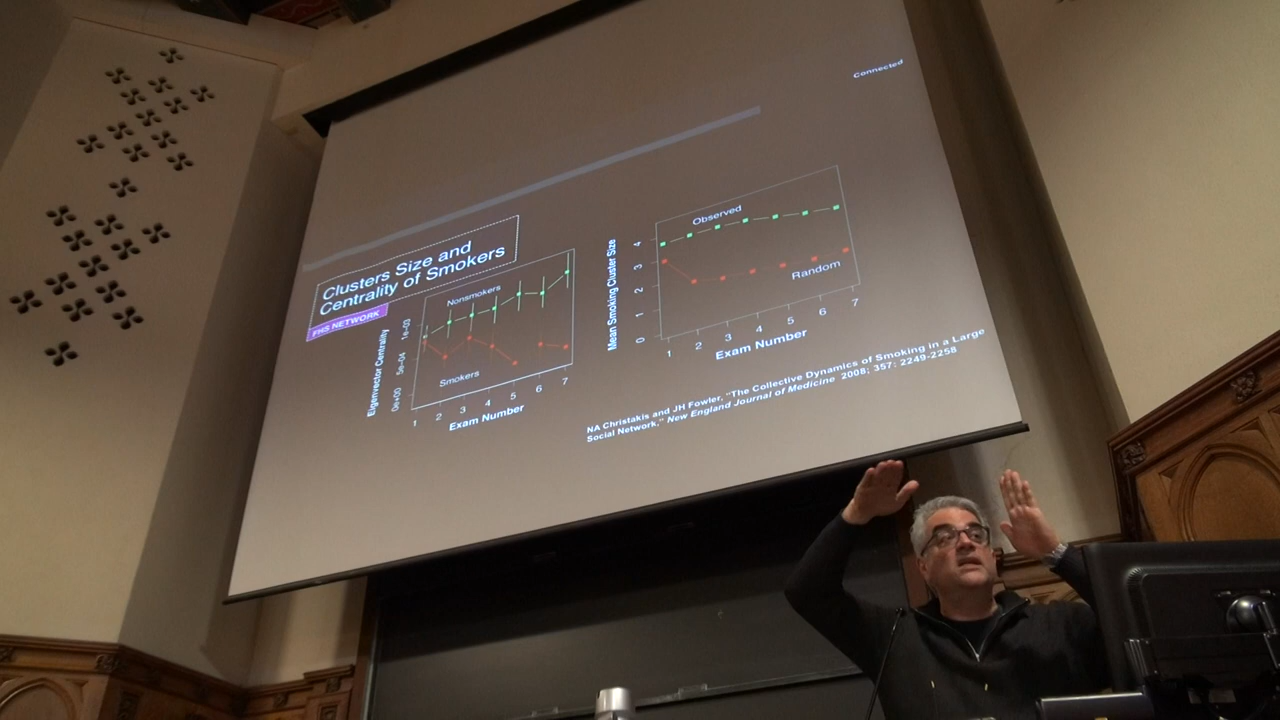 Connected
Clusters Size and
Centrality of Smokers
FHS NETWORK
Eigenvector Centrality
0e+00 5e-04 1e-03
Nonsmokers
Smokers
1 2 3 4 5 6 7
Exam Number
Mean Smoking Cluster Size
0 1 2 3 4
Observed
Random
1 2 3 4 5 6 7
Exam Number
NA Christakis and JH Fowler, "The Collective Dynamics of Smoking in a Large
Social Network," New England Journal of Medicine 2008; 357: 2249-2258